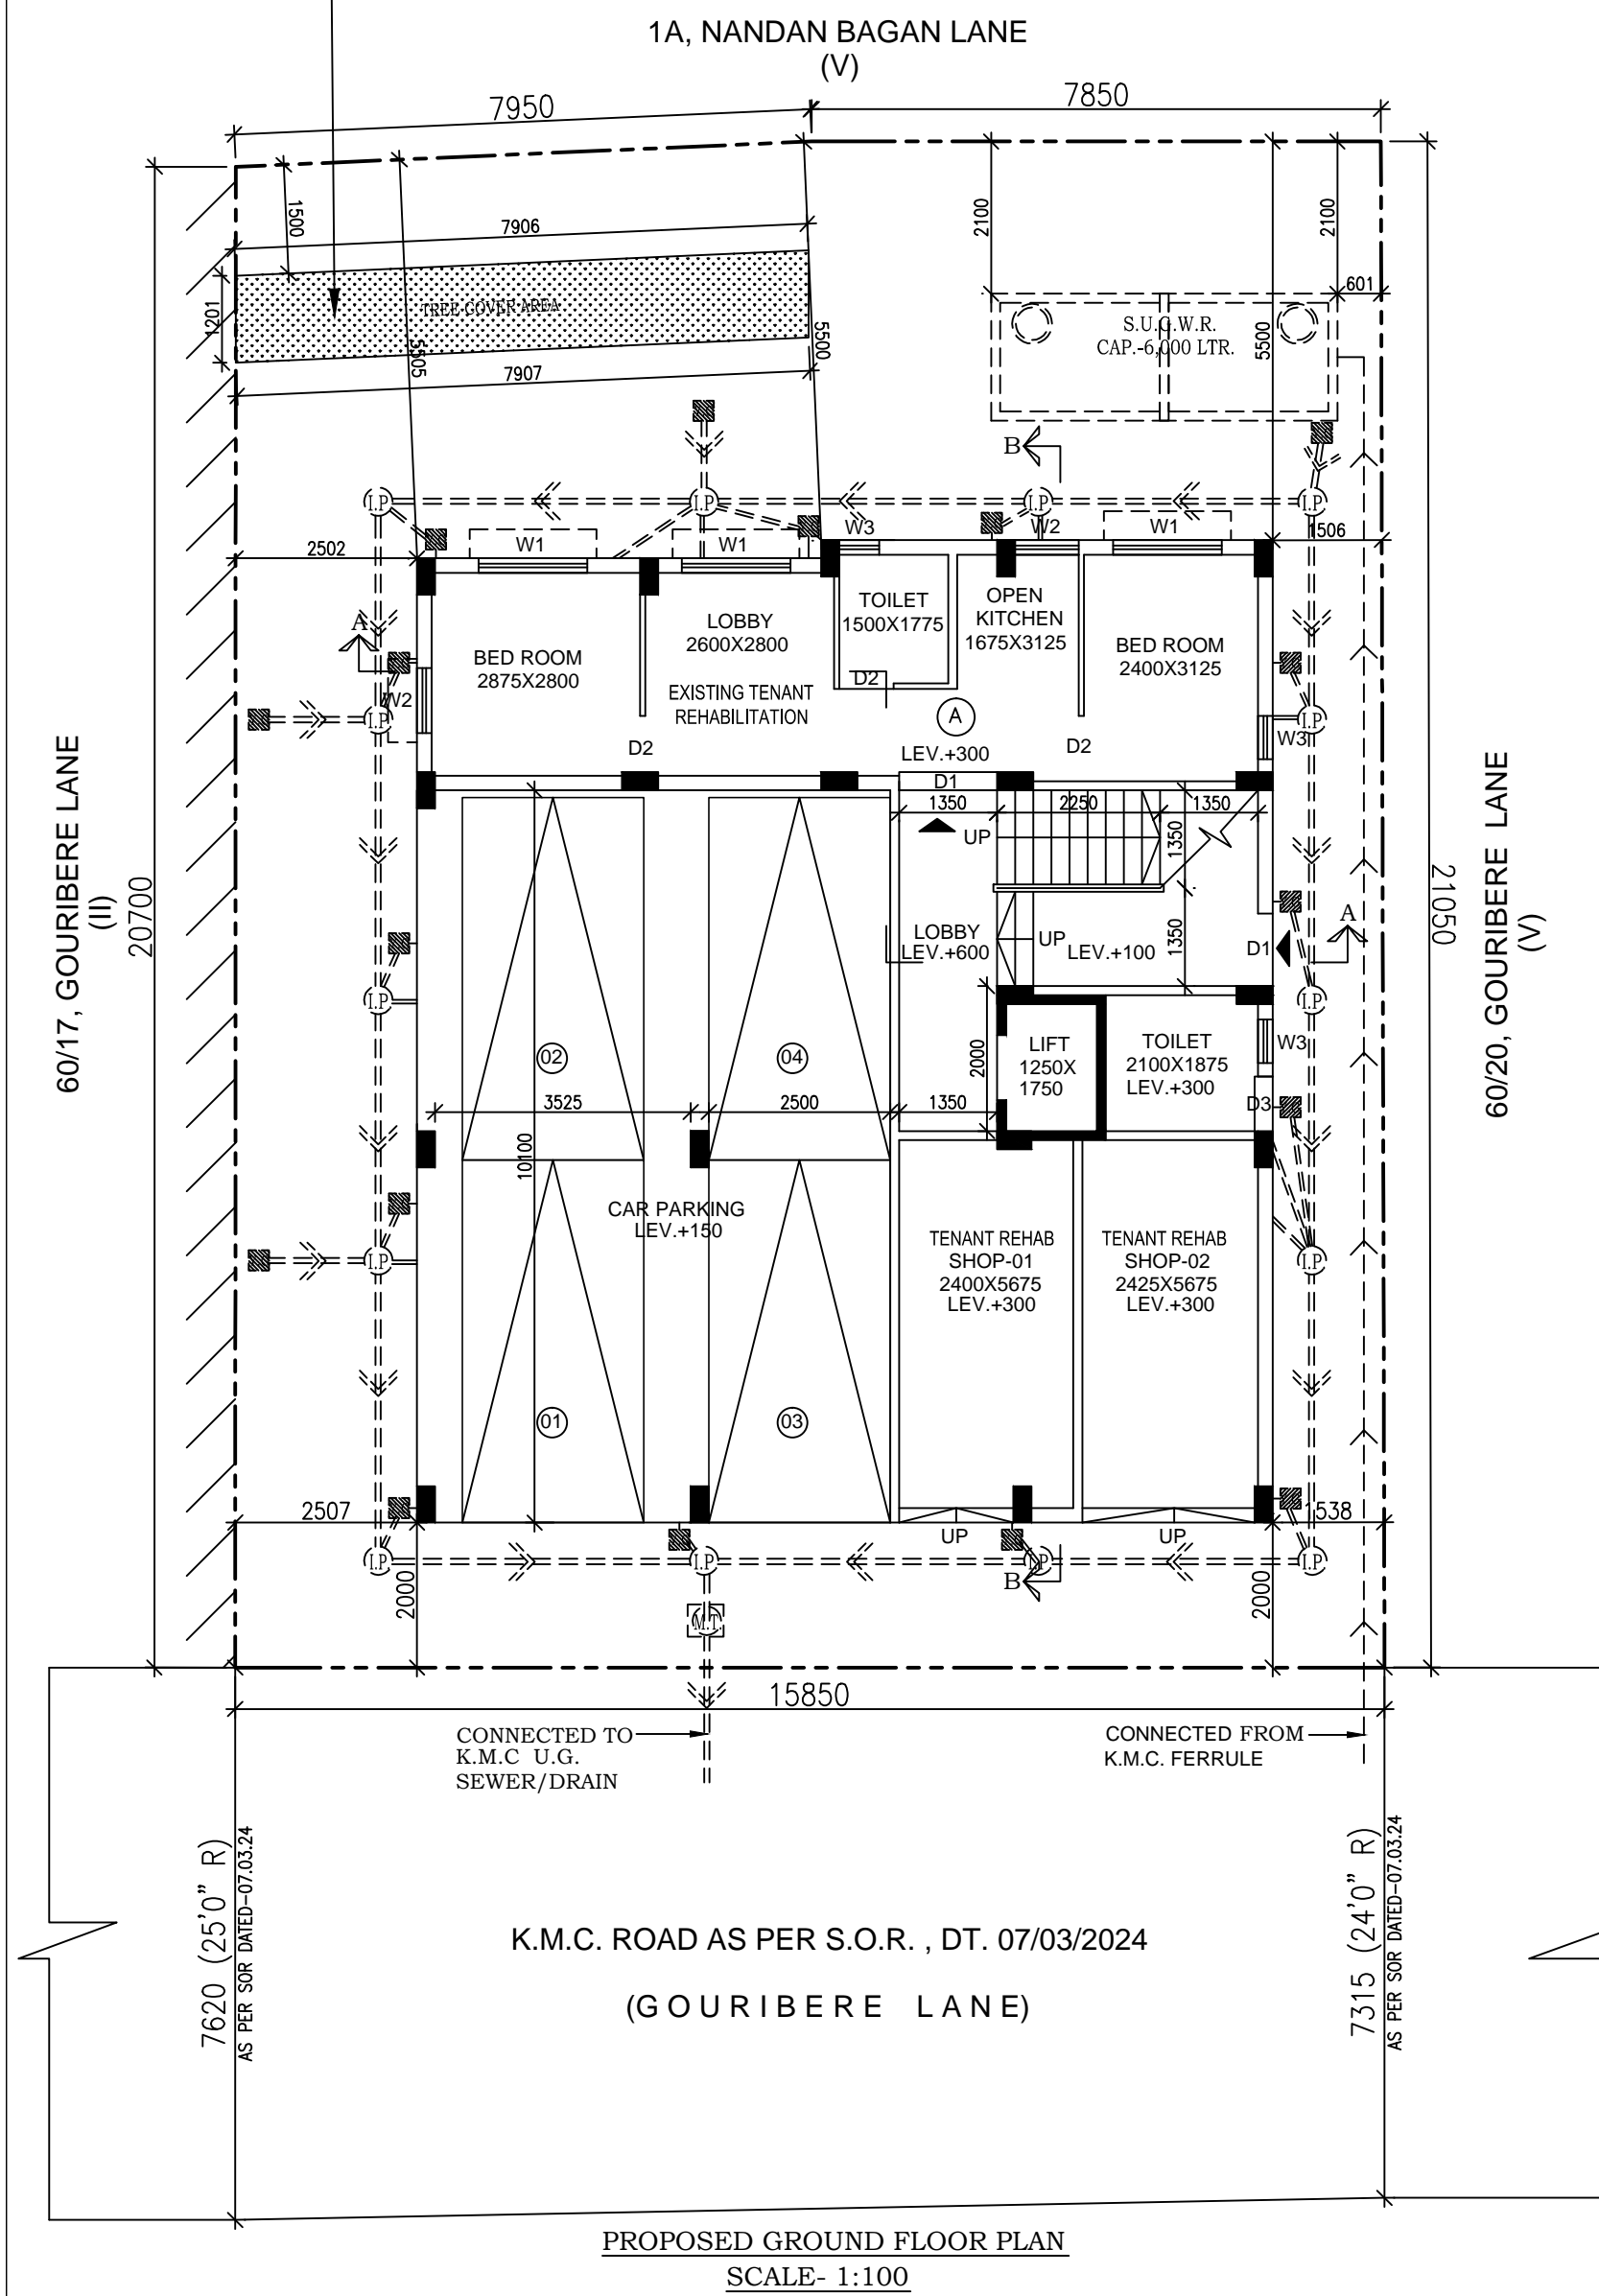 1A, NANDAN BAGAN LANE
(V)
7950
7850
1500
7906
2100
2100
601
1201
TREE COVER AREA
5505
5500
S.U.G.W.R.
CAP.-6,000 LTR.
5500
7907
B
I.P
I.P
I.P
I.P
W3
W2
W1
1506
2502
W1
W1
A
TOILET
1500X1775
OPEN
KITCHEN
1675X3125
LOBBY
2600X2800
BED ROOM
2875X2800
BED ROOM
2400X3125
EXISTING TENANT
REHABILITATION
D2
W2
I.P
A
I.P
W3
D2
LEV.+300
D2
D1
1350
2250
1350
UP
1350
60/17, GOURIBERE LANE
(II)
20700
21050
60/20, GOURIBERE LANE
(V)
LOBBY
LEV.+600
UP
LEV.+100
1350
D1
A
I.P
I.P
02
04
2000
LIFT
1250X
1750
TOILET
2100X1875
LEV.+300
W3
D3
3525
2500
1350
10100
CAR PARKING
LEV.+150
TENANT REHAB
SHOP-01
2400X5675
LEV.+300
TENANT REHAB
SHOP-02
2425X5675
LEV.+300
I.P
I.P
01
03
2507
1538
UP
UP
I.P
I.P
I.P
I.P
B
2000
2000
M.T
15850
CONNECTED TO
K.M.C U.G.
SEWER/DRAIN
CONNECTED FROM
K.M.C. FERRULE
7620 (25'0" R)
AS PER SOR DATED-07.03.24
7315 (24'0" R)
AS PER SOR DATED-07.03.24
K.M.C. ROAD AS PER S.O.R. , DT. 07/03/2024
(GOURIBERE LANE)
PROPOSED GROUND FLOOR PLAN
SCALE- 1:100